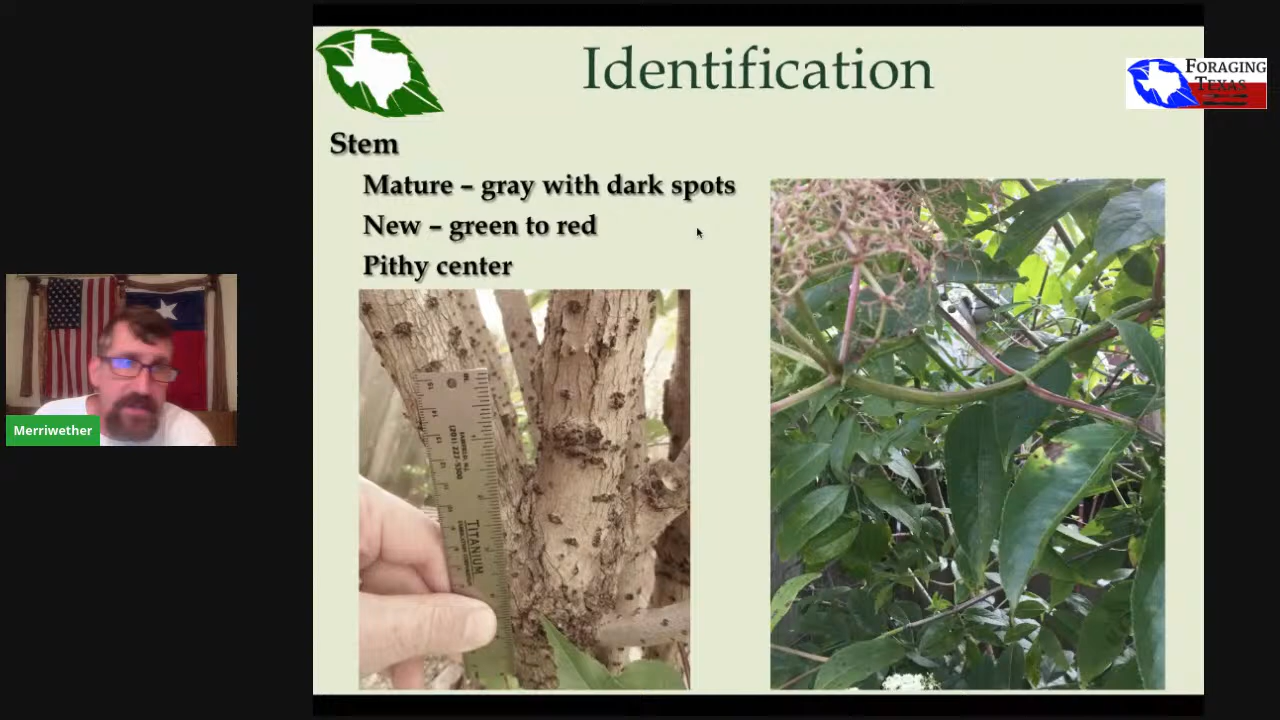 Identification
FORAGING
TEXAS
Stem
Mature – gray with dark spots
New – green to red
Pithy center
Merriwether
TITANIUM